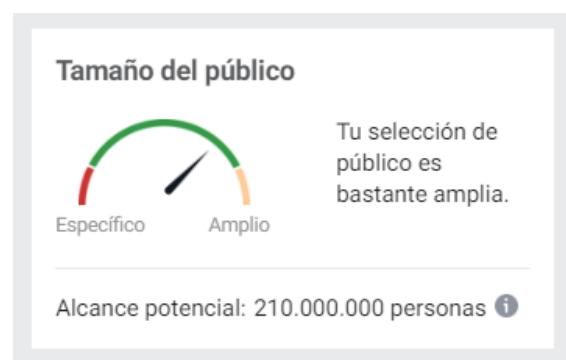 Tamaño del público
Tu selección de
público es
bastante amplia.
Específico
Amplio
Alcance potencial: 210.000.000 personas